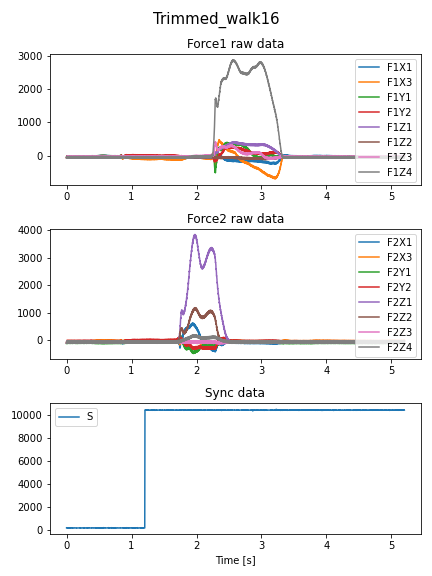 Trimmed_walk16
Force1 raw data
3000
2000
1000
0
F1X1
F1X3
F1Y1
F1Y2
F1Z1
F1Z2
F1Z3
F1Z4
0 1 2 3 4 5
Force2 raw data
4000
3000
2000
1000
0
F2X1
F2X3
F2Y1
F2Y2
F2Z1
F2Z2
F2Z3
F2Z4
0 1 2 3 4 5
Sync data
10000
8000
6000
4000
2000
0
S
0 1 2 3 4 5
Time [s]